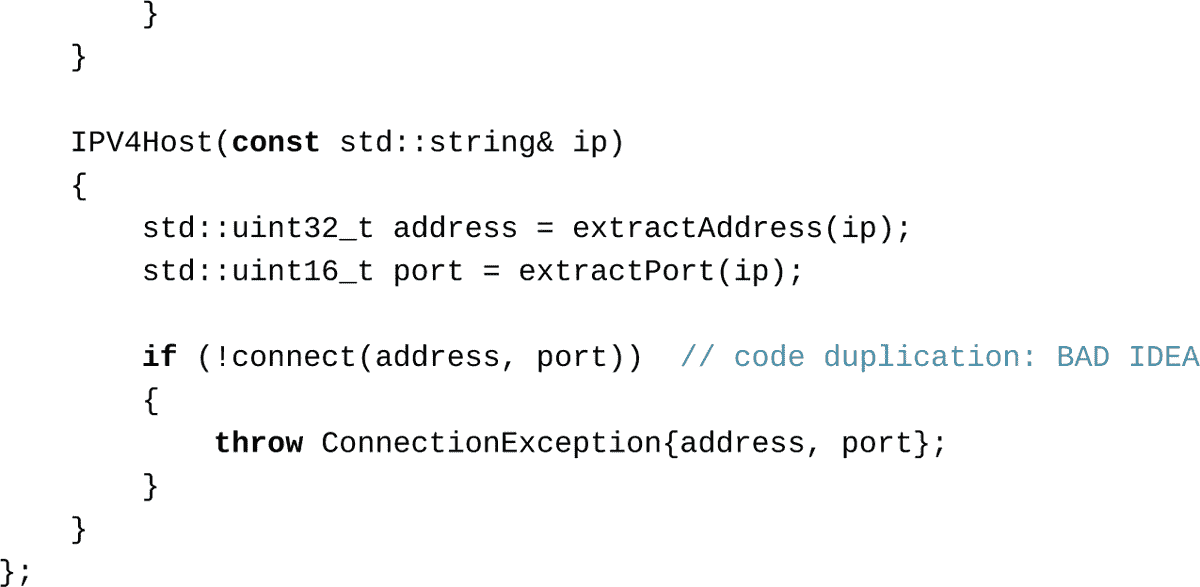 }
    }

    IPV4Host(const std::string& ip)
    {
        std::uint32_t address = extractAddress(ip);
        std::uint16_t port = extractPort(ip);

        if (!connect(address, port))  // code duplication: BAD IDEA
        {
            throw ConnectionException{address, port};
        }
    }
};